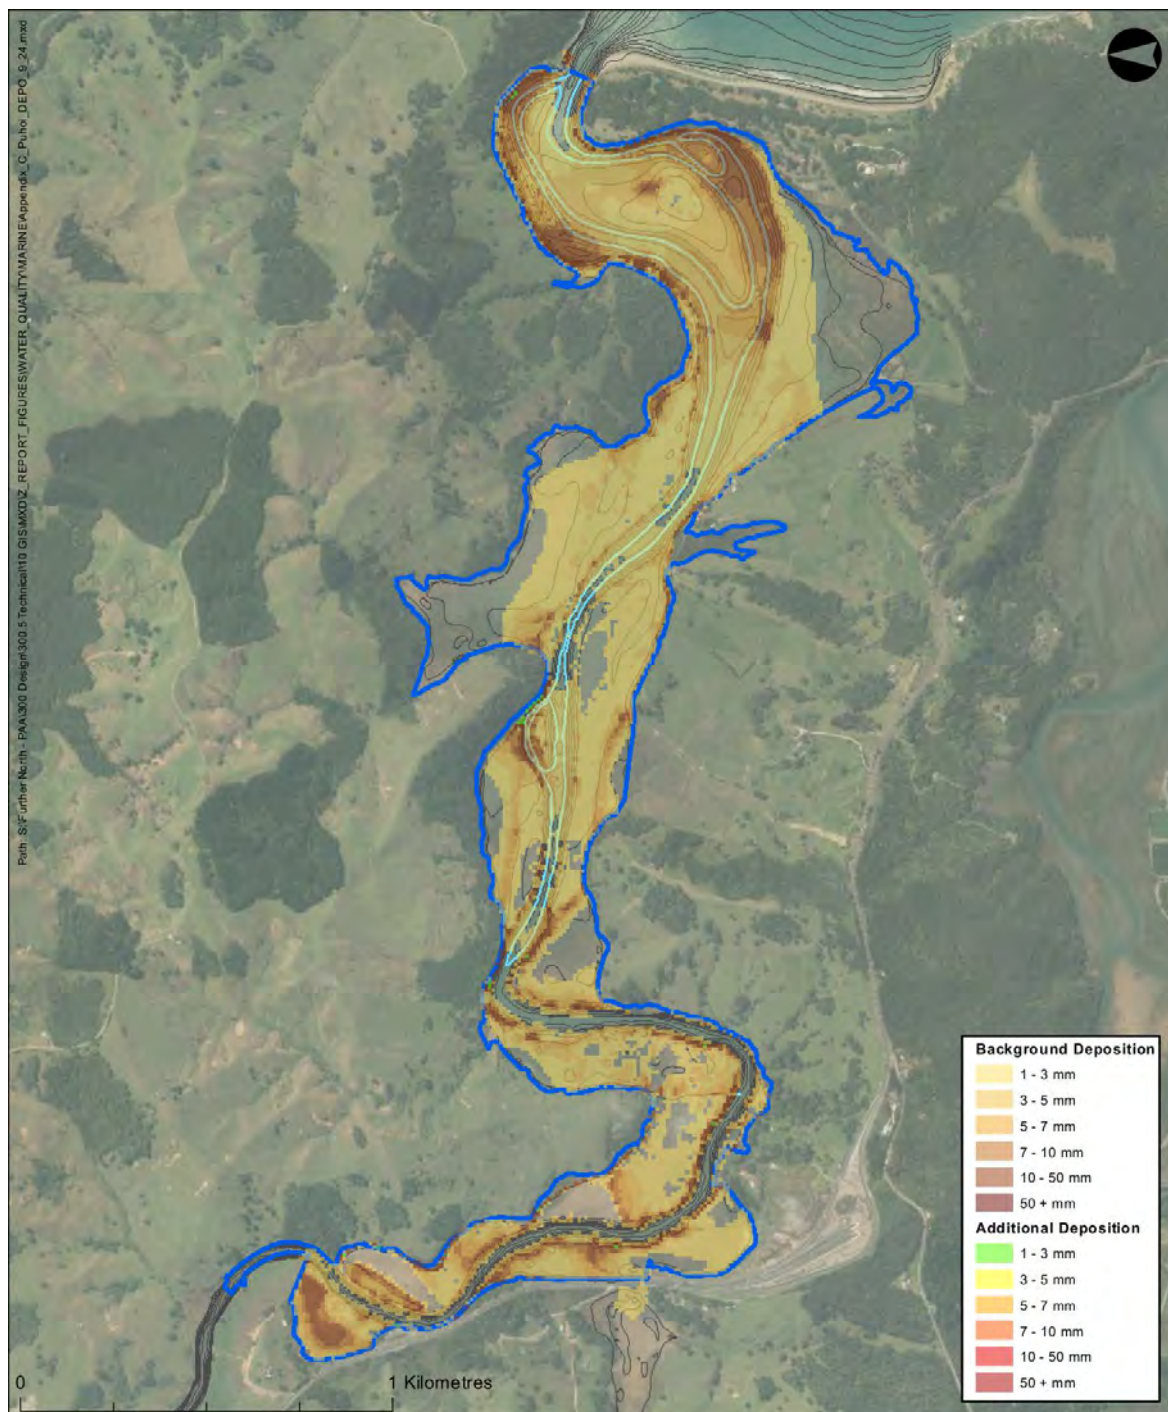 Path: S:\Further North - PAA\300 Design\300.5 Technical\10 GIS\MXD\Z_REPORT_FIGURES\WATER_QUALITY\MARINE\Appendix_C_Puhoi_DEPO_9_24.mxd
Background Deposition
1 - 3 mm
3 - 5 mm
5 - 7 mm
7 - 10 mm
10 - 50 mm
50 + mm
Additional Deposition
1 - 3 mm
3 - 5 mm
5 - 7 mm
7 - 10 mm
10 - 50 mm
50 + mm
0
1 Kilometres